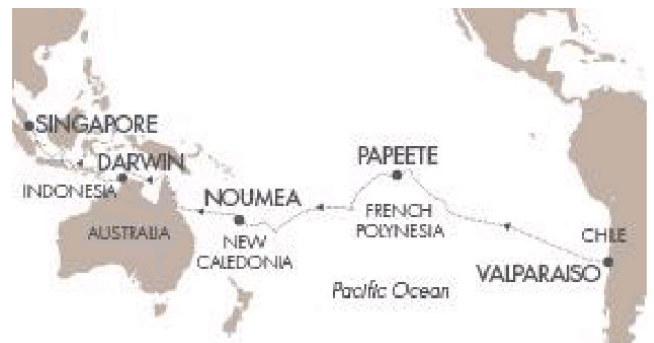 SINGAPORE
DARWIN
INDONESIA
AUSTRALIA
NOUMEA
NEW
CALEDONIA
PAPEETE
FRENCH
POLYNESIA
Pacific Ocean
CHILE
VALPARAISO